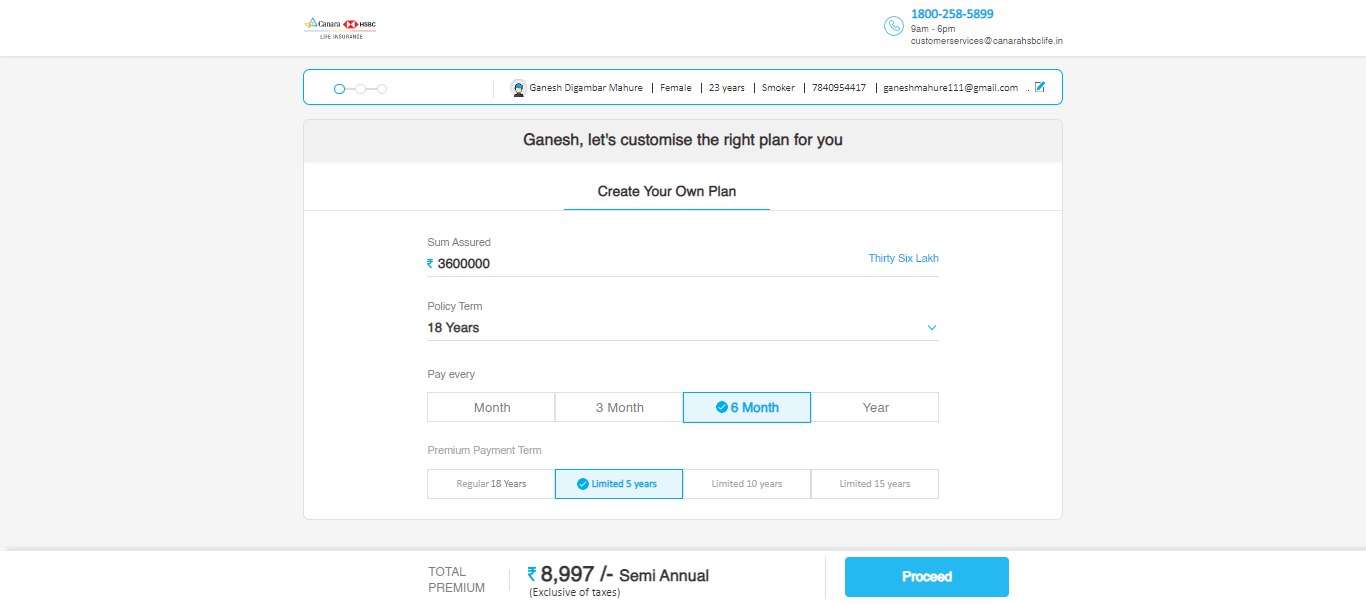 Canara HSBC
LIFE INSURANCE
1800-258-5899
9am - 6pm
customerservices@canarahsbclife.in
Ganesh Digambar Mahure | Female | 23 years | Smoker | 7840954417 | ganeshmahure111@gmail.com .
Ganesh, let's customise the right plan for you
Create Your Own Plan
Sum Assured
₹ 3600000
Thirty Six Lakh
Policy Term
18 Years
Pay every
Month 3 Month 6 Month Year
Premium Payment Term
Regular 18 Years Limited 5 years Limited 10 years Limited 15 years
TOTAL
PREMIUM
₹ 8,997 /- Semi Annual
(Exclusive of taxes)
Proceed